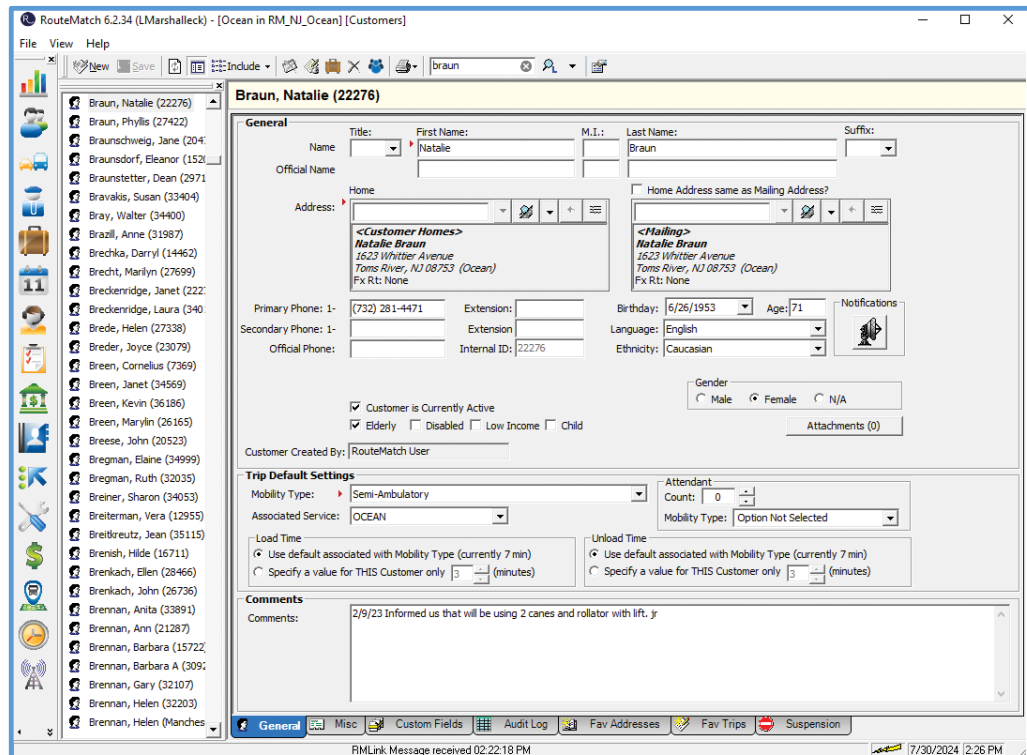 RouteMatch 6.2.34 (LMarshalleck) - [Ocean in RM_NJ_Ocean] [Customers]
File View Help
New Save Include braun
Braun, Natalie (22276)
Braun, Phyllis (27422)
Braunschweig, Jane (2047
Braunsdorf, Eleanor (1520
Braunstetter, Dean (2971
Bravakis, Susan (33404)
Bray, Walter (34400)
Brazill, Anne (31987)
Brechka, Darryl (14462)
Brecht, Marilyn (27699)
Breckenridge, Janet (222
Breckenridge, Laura (340
Brede, Helen (27338)
Breder, Joyce (23079)
Breen, Cornelius (7369)
Breen, Janet (34569)
Breen, Kevin (36186)
Breen, Marylin (26165)
Breese, John (20523)
Bregman, Elaine (34999)
Bregman, Ruth (32035)
Breiner, Sharon (34053)
Breiterman, Vera (12955)
Breitkreutz, Jean (35115)
Brenish, Hilde (16711)
Brenkach, Ellen (28466)
Brenkach, John (26736)
Brennan, Anita (33891)
Brennan, Ann (21287)
Brennan, Barbara (15722)
Brennan, Barbara A (3092
Brennan, Gary (32107)
Brennan, Helen (32203)
Brennan, Helen (Manches
11
Braun, Natalie (22276)
General
Title: First Name: M.I.: Last Name: Suffix:
Name Natalie Braun
Official Name
Home Home Address same as Mailing Address?
Address:
<Customer Homes> <Mailing>
Natalie Braun Natalie Braun
1623 Whittier Avenue 1623 Whittier Avenue
Toms River, NJ 08753 (Ocean) Toms River, NJ 08753 (Ocean)
Fx Rt: None Fx Rt: None
Primary Phone: 1- (732) 281-4471 Extension: Birthday: 6/26/1953 Age: 71 Notifications
Secondary Phone: 1- Extension Language: English
Official Phone: Internal ID: 22276 Ethnicity: Caucasian
Gender
Male Female N/A
Customer is Currently Active
Elderly Disabled Low Income Child Attachments (0)
Customer Created By: RouteMatch User
Trip Default Settings
Mobility Type: Semi-Ambulatory
Associated Service: OCEAN
Attendant
Count: 0
Mobility Type: Option Not Selected
Load Time Unload Time
Use default associated with Mobility Type (currently 7 min) Use default associated with Mobility Type (currently 7 min)
Specify a value for THIS Customer only 3 (minutes) Specify a value for THIS Customer only 3 (minutes)
Comments
Comments: 2/9/23 Informed us that will be using 2 canes and rollator with lift. jr
General Misc Custom Fields Audit Log Fav Addresses Fav Trips Suspension
RMLink Message received 02:22:18 PM 7/30/2024 2:26 PM